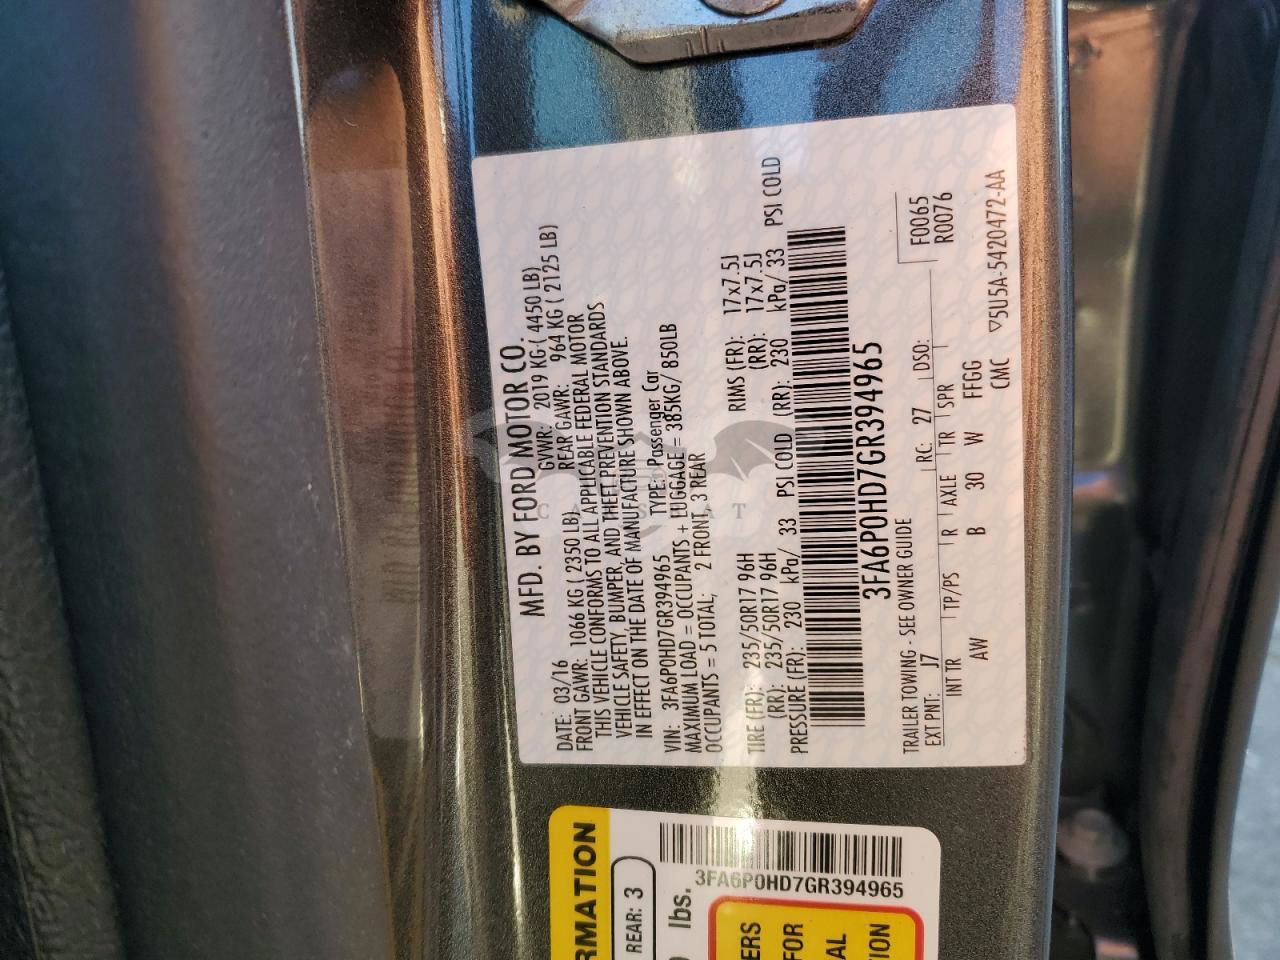 MFD. BY FORD MOTOR CO.
DATE: 03/16 GVWR: 2019 KG ( 4450 LB)
FRONT GAWR: 1066 KG ( 2350 LB) REAR GAWR: 964 KG ( 2125 LB)
THIS VEHICLE CONFORMS TO ALL APPLICABLE FEDERAL MOTOR
VEHICLE SAFETY, BUMPER, AND THEFT PREVENTION STANDARDS
IN EFFECT ON THE DATE OF MANUFACTURE SHOWN ABOVE.
VIN: 3FA6P0HD7GR394965 TYPE: Passenger Car
MAXIMUM LOAD = OCCUPANTS + LUGGAGE = 385KG/ 850LB
OCCUPANTS = 5 TOTAL; 2 FRONT 3 REAR
TIRE (FR): 235/50R17 96H RIMS (FR): 17x7.5J
(RR): 235/50R17 96H (RR): 17x7.5J
PRESSURE (FR): 230 kPa/ 33 PSI COLD (RR): 230 kPa/ 33 PSI COLD
3FA6P0HD7GR394965
TRAILER TOWING - SEE OWNER GUIDE F0065
EXT PNT: J7 RC: 27 DSO: R0076
INT TR TP/PS R AXLE TR SPR
AW B 30 W FFGG
CMC ▽5U5A-5420472-AA
RMATION
REAR: 3
lbs.
3FA6P0HD7GR394965
ERS
FOR
AL
ION